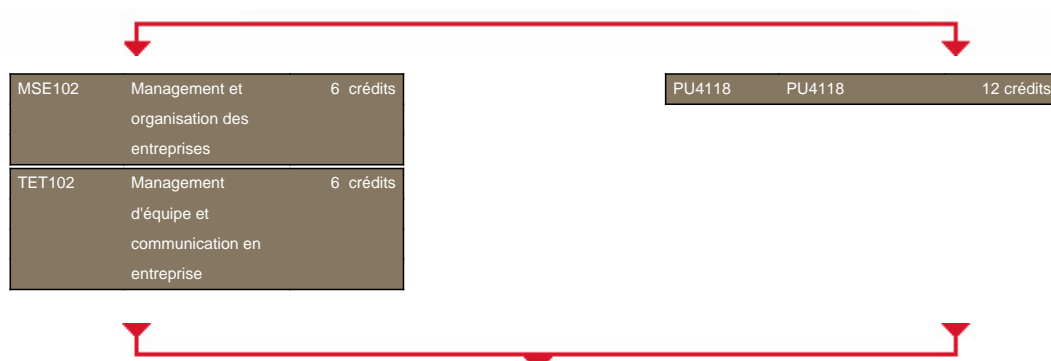 MSE102 Management et 6 crédits
organisation des
entreprises
TET102 Management 6 crédits
d'équipe et
communication en
entreprise
PU4118 PU4118 12 crédits